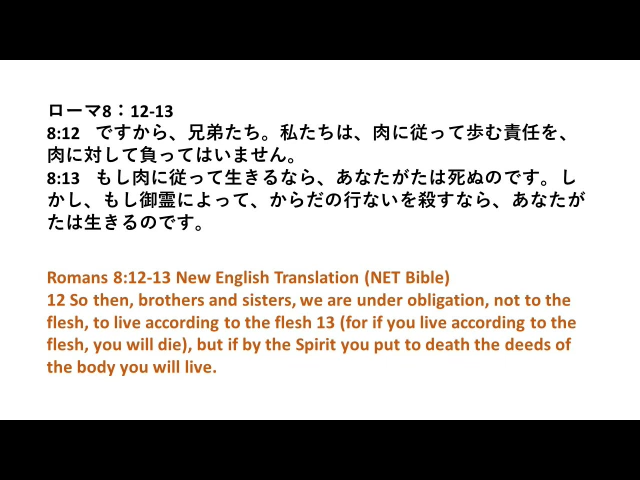 ローマ8：12-13
8:12　ですから、兄弟たち。私たちは、肉に従って歩む責任を、
肉に対して負ってはいません。
8:13　もし肉に従って生きるなら、あなたがたは死ぬのです。し
かし、もし御霊によって、からだの行ないを殺すなら、あなたが
たは生きるのです。
Romans 8:12-13 New English Translation (NET Bible)
12 So then, brothers and sisters, we are under obligation, not to the
flesh, to live according to the flesh 13 (for if you live according to the
flesh, you will die), but if by the Spirit you put to death the deeds of
the body you will live.